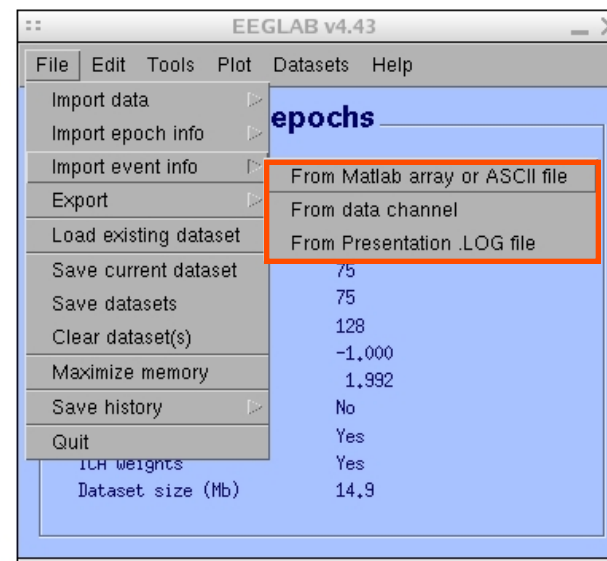 EEGLAB v4.43
File Edit Tools Plot Datasets Help
Import data
Import epoch info
epochs
Import event info
From Matlab array or ASCII file
Export
From data channel
Load existing dataset
From Presentation .LOG file
Save current dataset
75
Save datasets
75
Clear dataset(s)
128
-1.000
Maximize memory
1.992
Save history
No
Quit
Yes
ICA weights Yes
Dataset size (Mb) 14.9